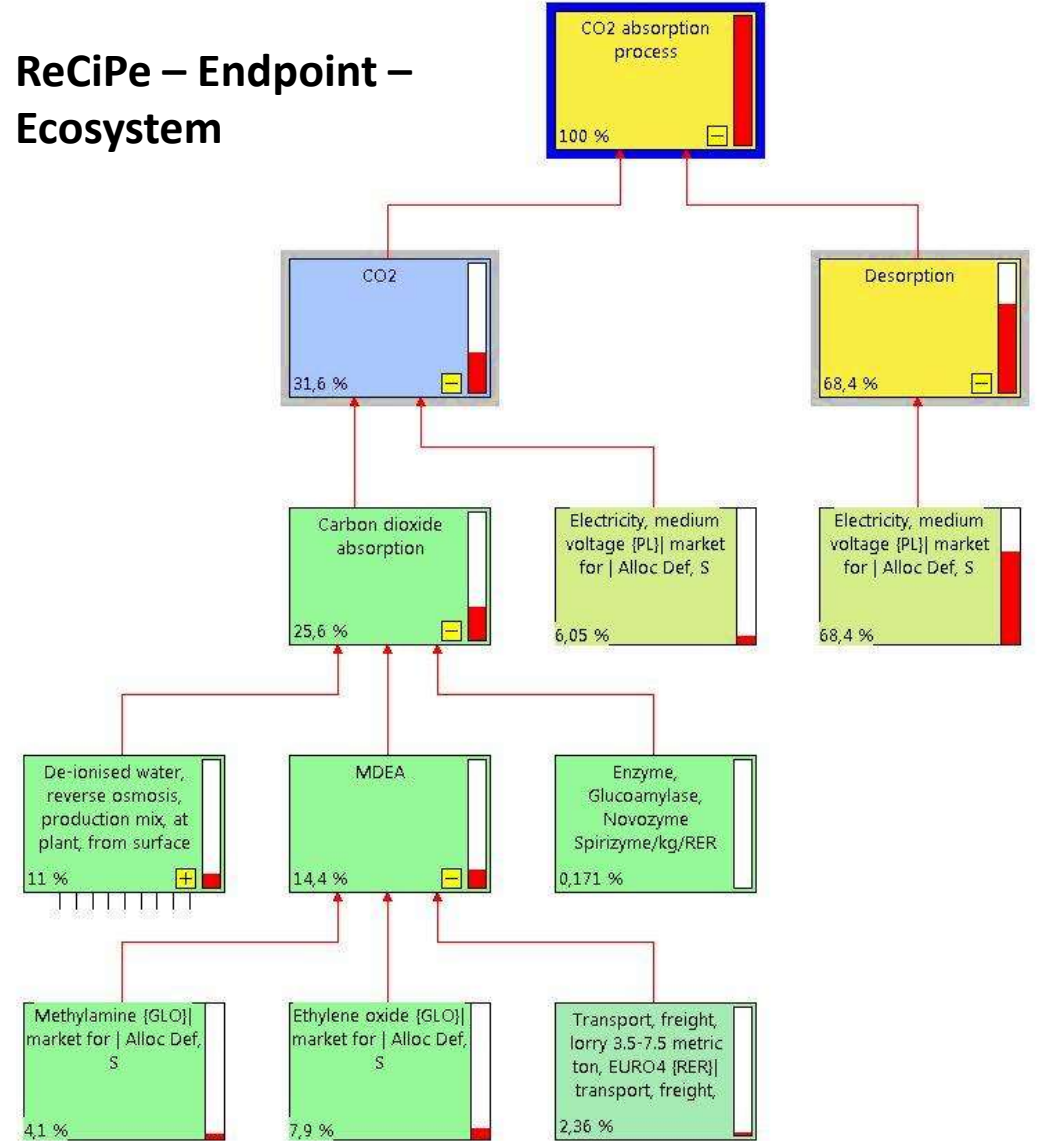 ReCiPe – Endpoint –
Ecosystem
CO2 absorption
process
100 %
CO2
31,6 %
Desorption
68,4 %
Carbon dioxide
absorption
25,6 %
Electricity, medium
voltage {PL}| market
for | Alloc Def, S
6,05 %
Electricity, medium
voltage {PL}| market
for | Alloc Def, S
68,4 %
De-ionised water,
reverse osmosis,
production mix, at
plant, from surface
11 %
MDEA
14,4 %
Enzyme,
Glucoamylase,
Novozyme
Spirizyme/kg/RER
0,171 %
Methylamine {GLO}|
market for | Alloc Def,
S
4,1 %
Ethylene oxide {GLO}|
market for | Alloc Def,
S
7,9 %
Transport, freight,
lorry 3.5-7.5 metric
ton, EURO4 {RER}|
transport, freight,
2,36 %